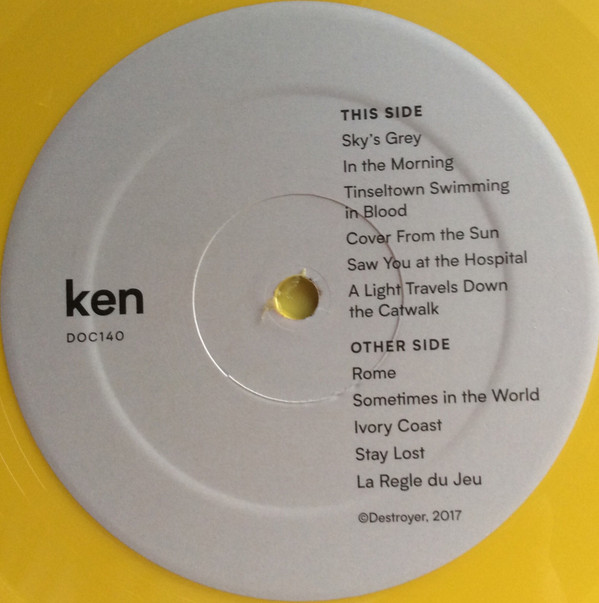 ken
DOC140
THIS SIDE
Sky's Grey
In the Morning
Tinseltown Swimming
in Blood
Cover From the Sun
Saw You at the Hospital
A Light Travels Down
the Catwalk
OTHER SIDE
Rome
Sometimes in the World
Ivory Coast
Stay Lost
La Regle du Jeu
©Destroyer, 2017